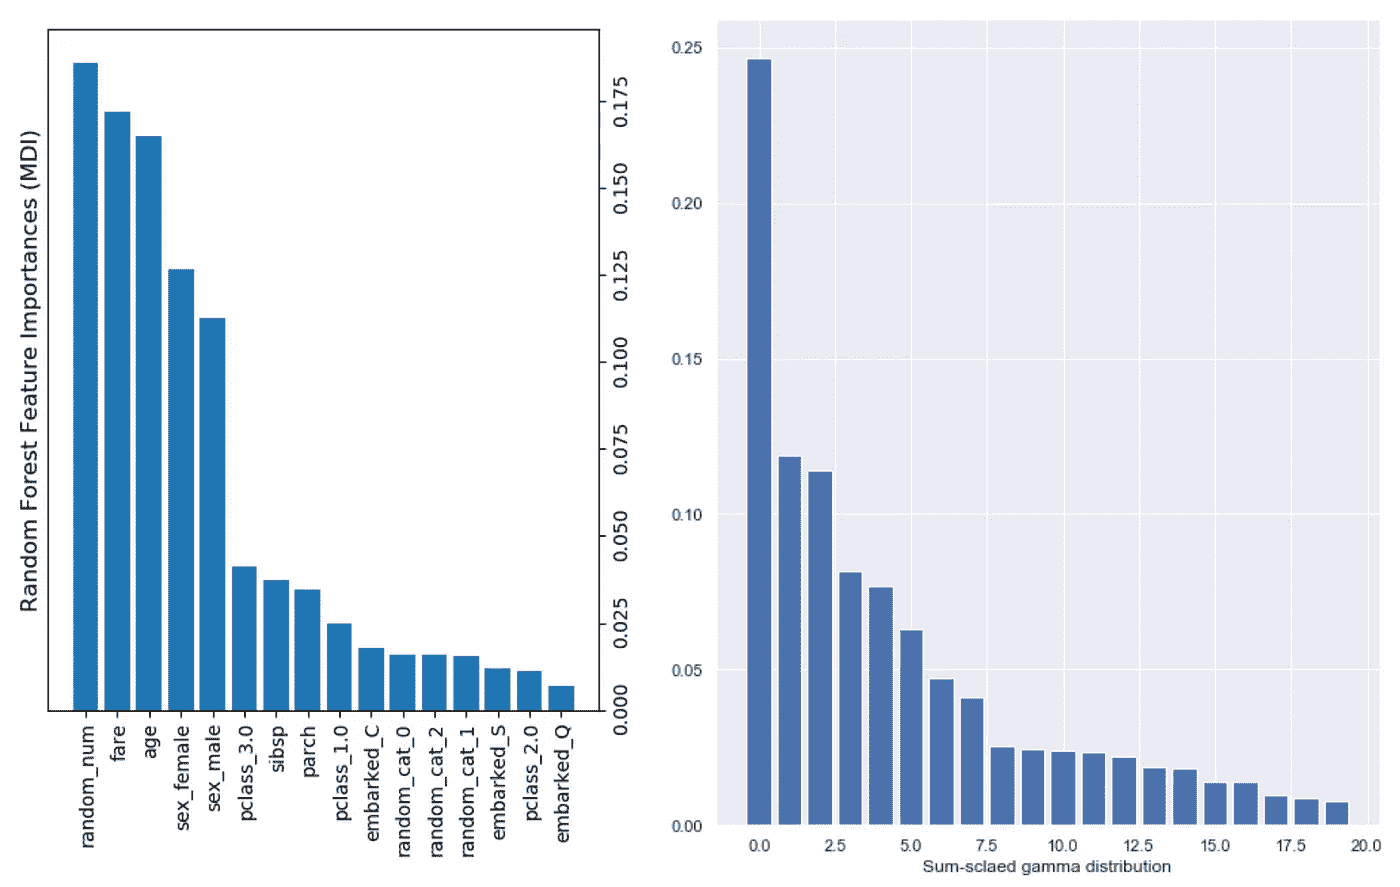 Random Forest Feature Importances (MDI)
0.175
0.150
0.125
0.100
0.075
0.050
0.025
0.000
random_num
fare
age
sex_female
sex_male
pclass_3.0
sibsp
parch
pclass_1.0
embarked_C
random_cat_0
random_cat_2
random_cat_1
embarked_S
pclass_2.0
embarked_Q
0.25
0.20
0.15
0.10
0.05
0.00
0.0 2.5 5.0 7.5 10.0 12.5 15.0 17.5 20.0
Sum-sclaed gamma distribution